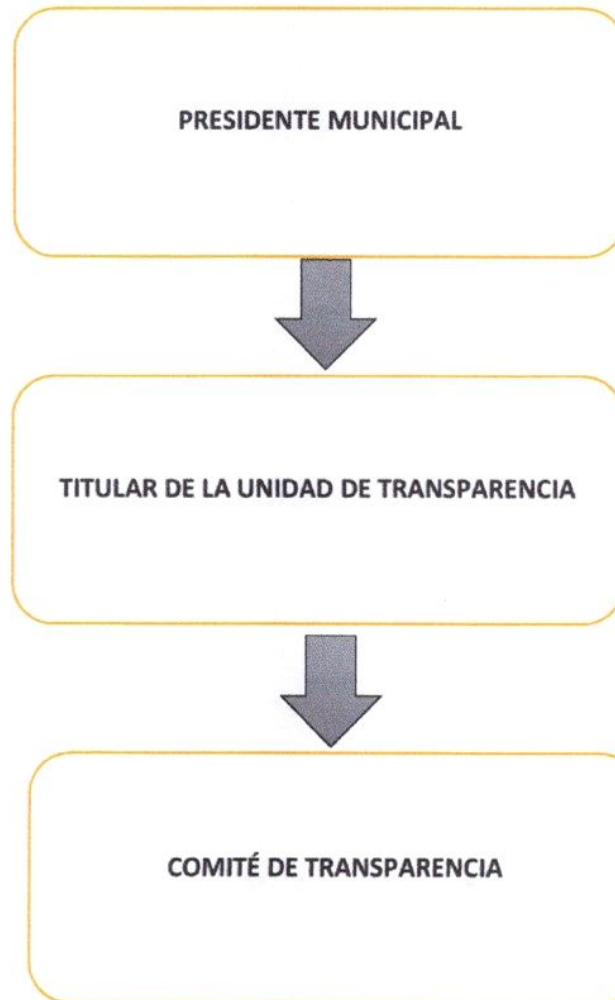 PRESIDENTE MUNICIPAL
TITULAR DE LA UNIDAD DE TRANSPARENCIA
COMITÉ DE TRANSPARENCIA